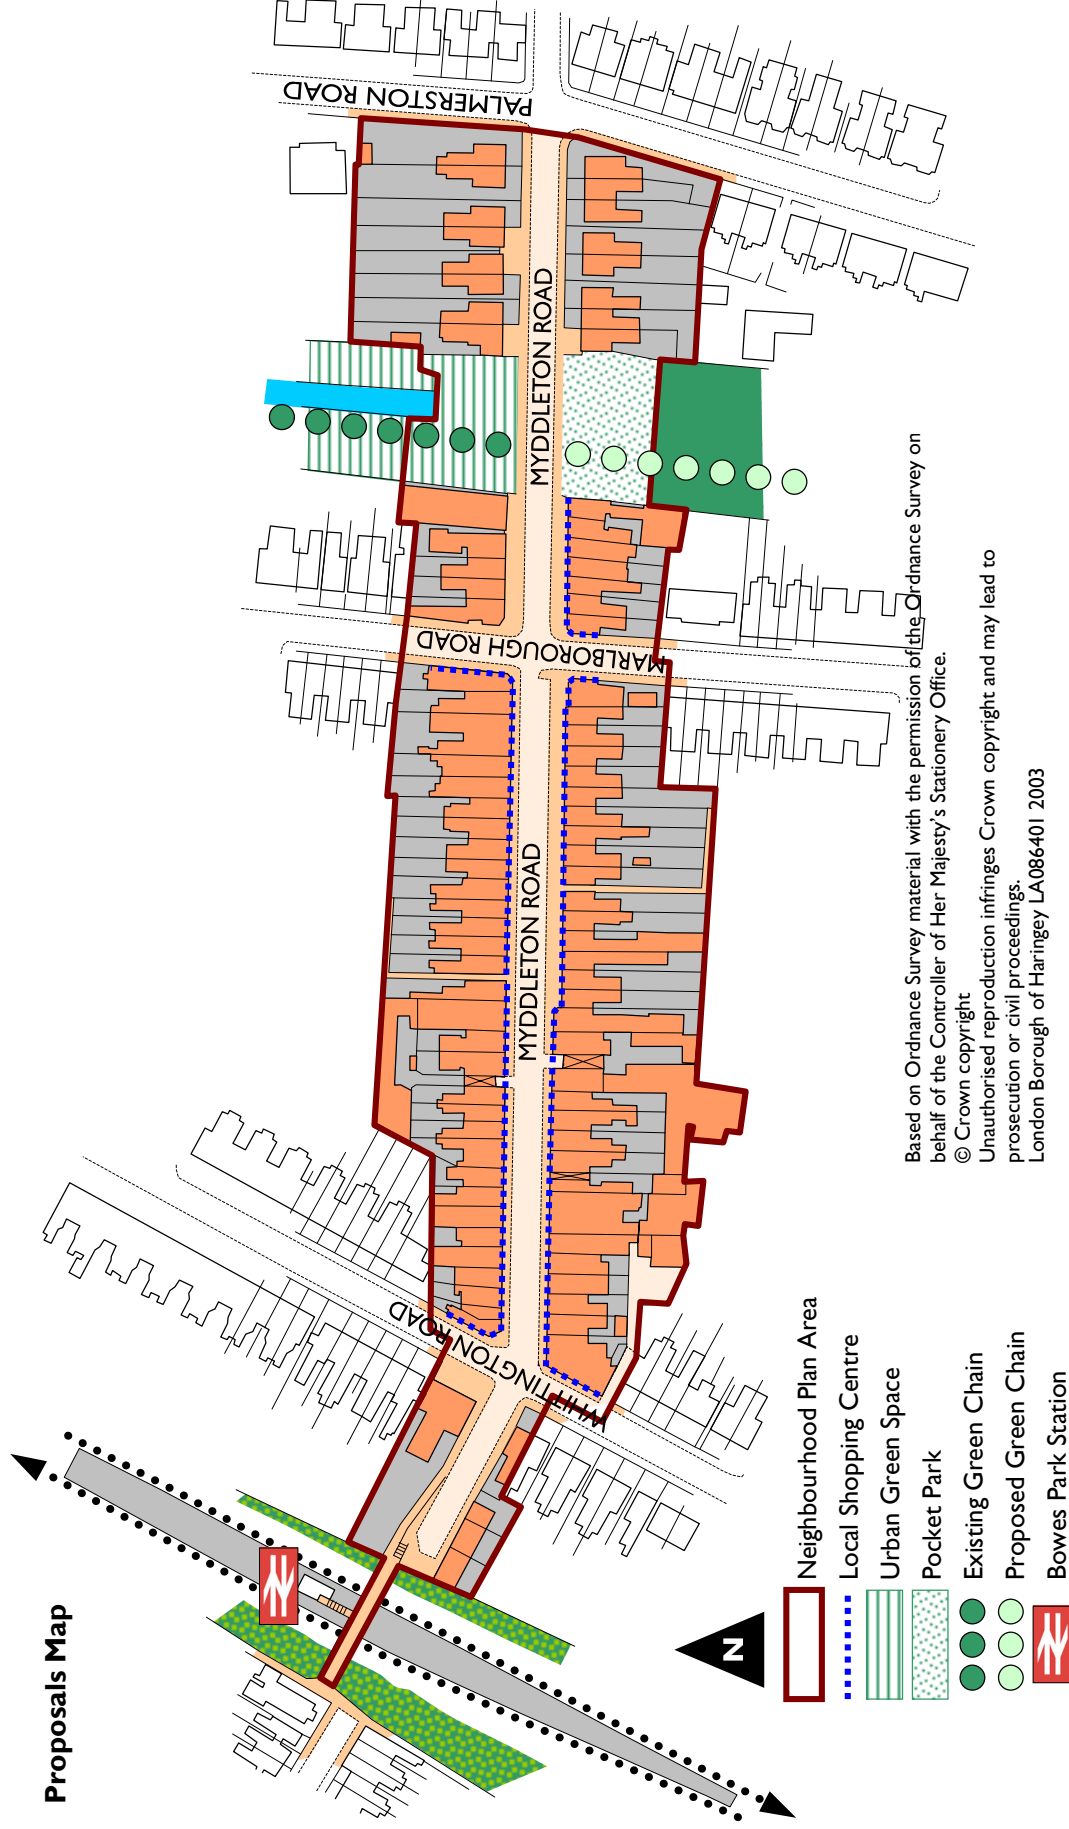 Proposals Map
PALMERSTON ROAD
MYDDLETON ROAD
MARLBOROUGH ROAD
MYDDLETON ROAD
WHITTINGTON ROAD
N
Neighbourhood Plan Area
Local Shopping Centre
Urban Green Space
Pocket Park
Existing Green Chain
Proposed Green Chain
Bowes Park Station
Based on Ordnance Survey material with the permission of the Ordnance Survey on
behalf of the Controller of Her Majesty's Stationery Office.
© Crown copyright
Unauthorised reproduction infringes Crown copyright and may lead to
prosecution or civil proceedings.
London Borough of Haringey LA086401 2003